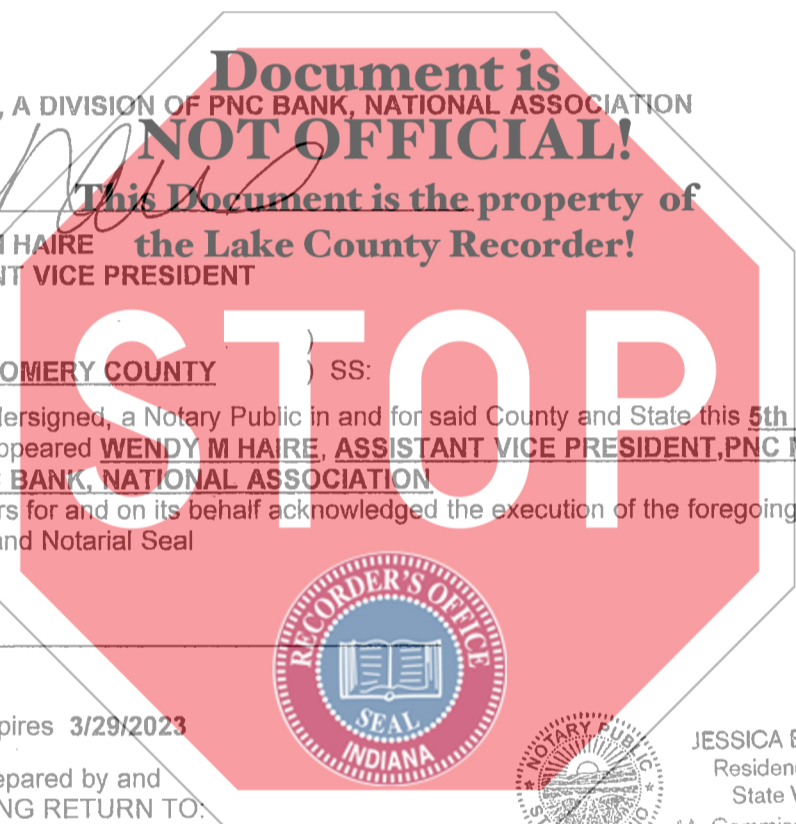 Document is
, A DIVISION OF PNC BANK, NATIONAL ASSOCIATION
NOT OFFICIAL!
This Document is the property of
M HAIRE
the Lake County Recorder!
NT VICE PRESIDENT
STOP
)
OMERY COUNTY ) SS:
dersigned, a Notary Public in and for said County and State this 5th
ppeared WENDY M HAIRE, ASSISTANT VICE PRESIDENT,PNC M
BANK, NATIONAL ASSOCIATION
rs for and on its behalf acknowledged the execution of the foregoing
and Notarial Seal
RECORDER'S OFFICE
SEAL
INDIANA
pires 3/29/2023
NOTARY PUBLIC
JESSICA
epared by and
Residen
NG RETURN TO:
State